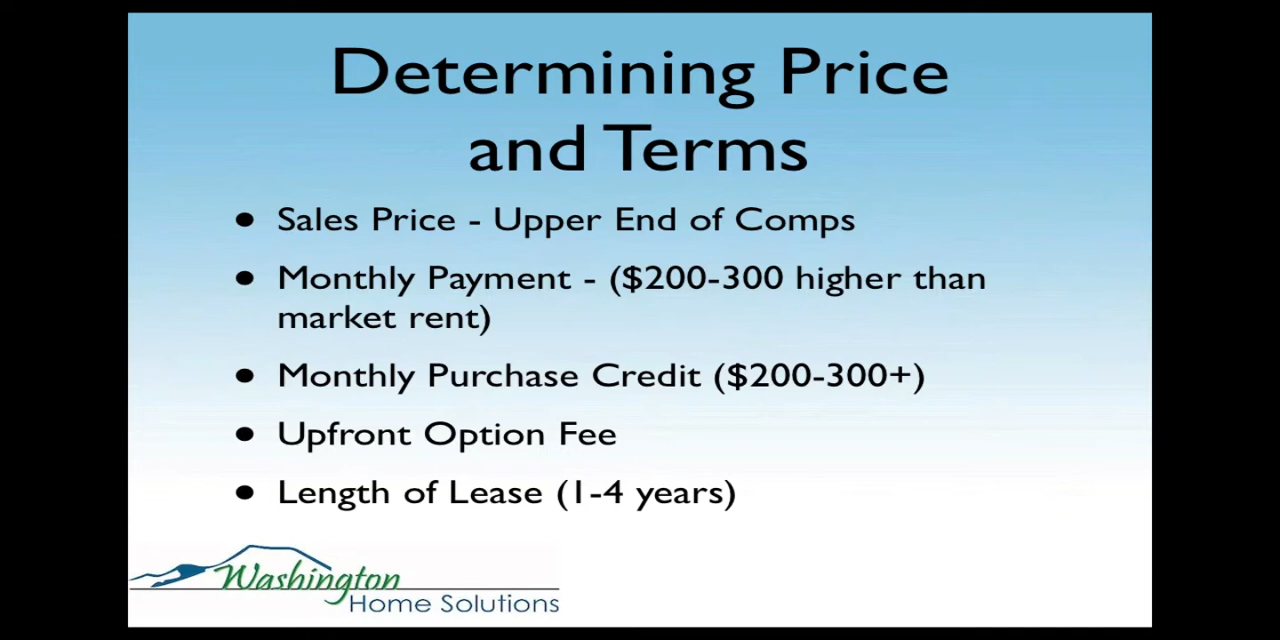 Determining Price
and Terms
● Sales Price - Upper End of Comps
● Monthly Payment - ($200-300 higher than
market rent)
● Monthly Purchase Credit ($200-300+)
● Upfront Option Fee
● Length of Lease (1-4 years)
Washington
Home Solutions